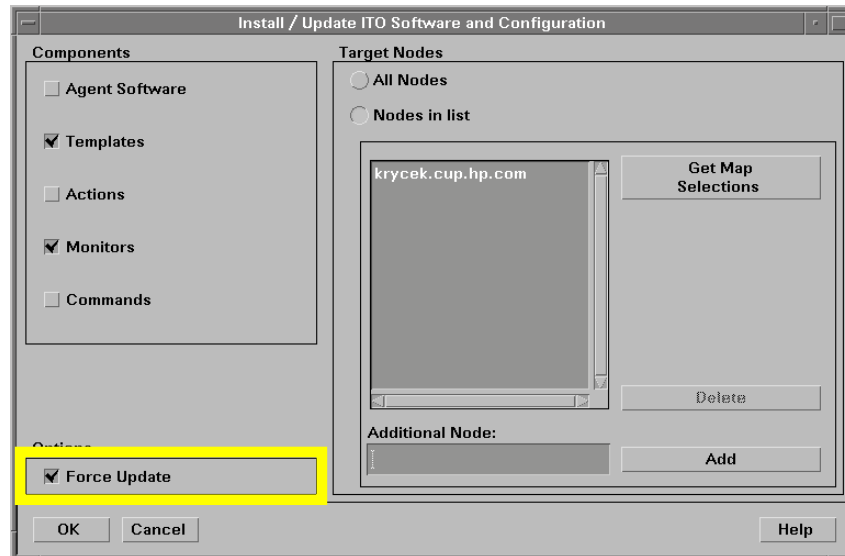 Install / Update ITO Software and Configuration
Components
Agent Software
Templates
Actions
Monitors
Commands
Target Nodes
All Nodes
Nodes in list
krycek.cup.hp.com
Get Map
Selections
Delete
Additional Node:
Add
Options
Force Update
OK
Cancel
Help